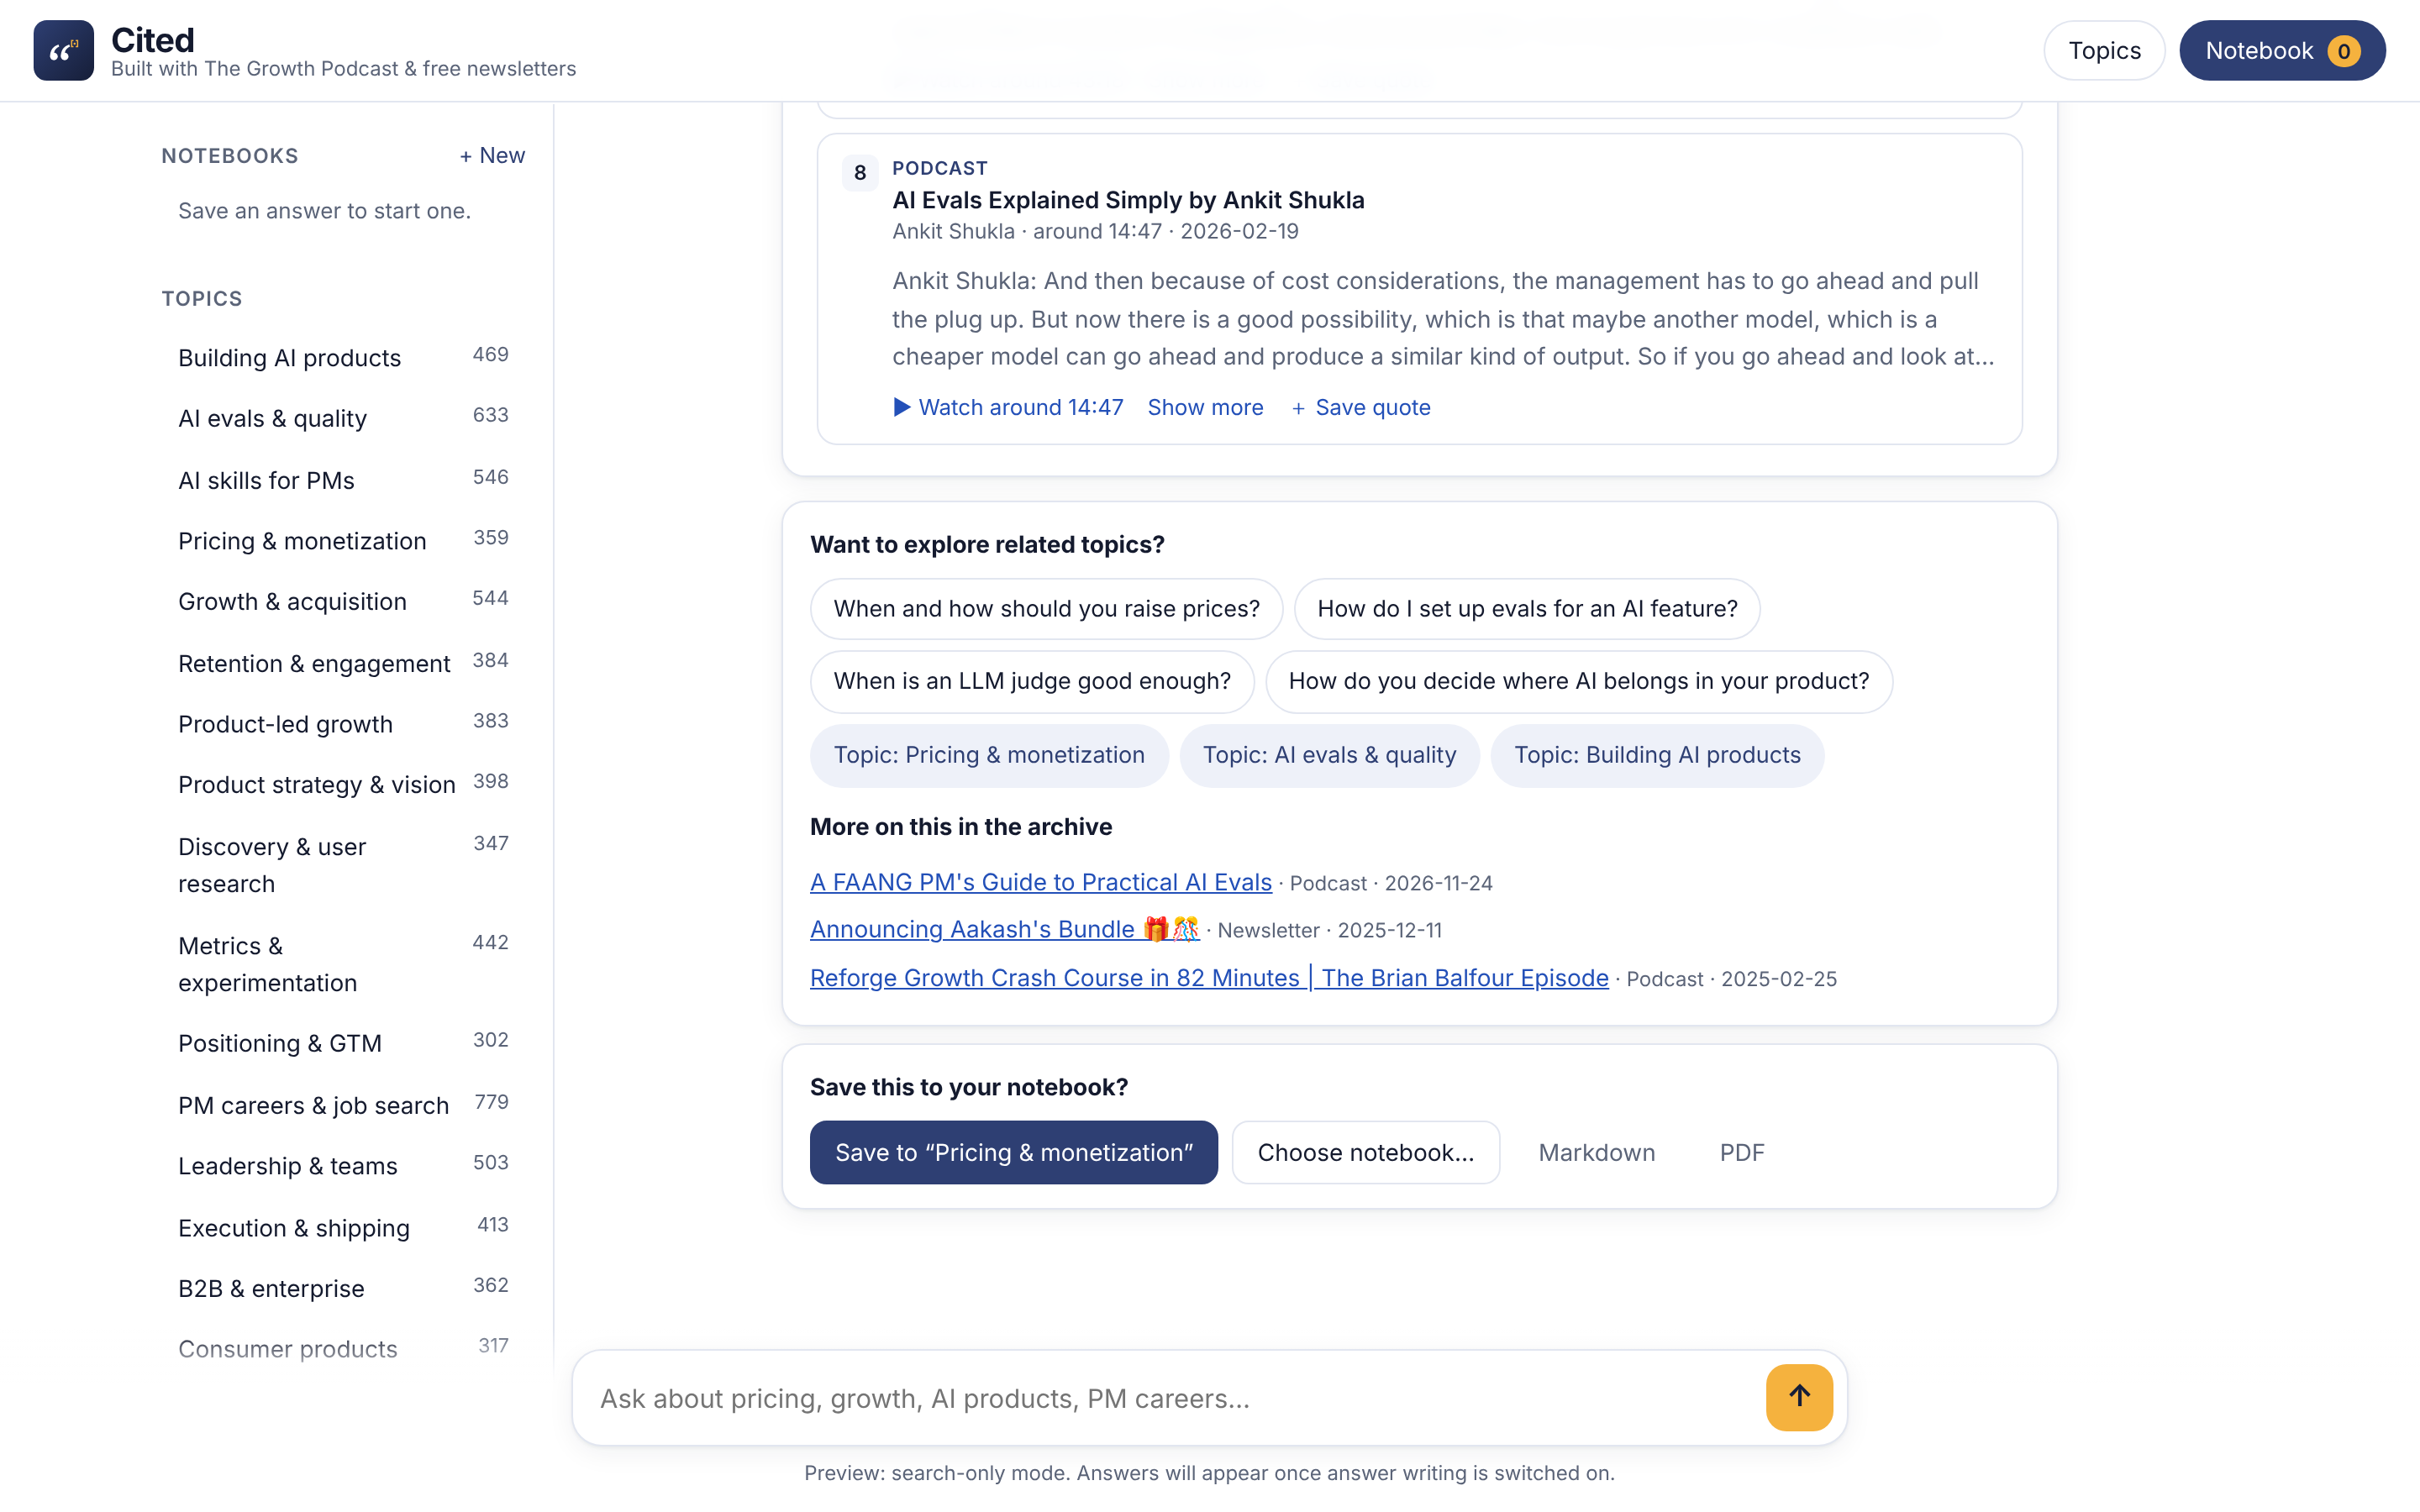 Cited
Built with The Growth Podcast & free newsletters
Topics
Notebook 0
NOTEBOOKS
+ New
Save an answer to start one.
TOPICS
Building AI products 469
AI evals & quality 633
AI skills for PMs 546
Pricing & monetization 359
Growth & acquisition 544
Retention & engagement 384
Product-led growth 383
Product strategy & vision 398
Discovery & user 347
research
Metrics & 442
experimentation
Positioning & GTM 302
PM careers & job search 779
Leadership & teams 503
Execution & shipping 413
B2B & enterprise 362
Consumer products 317
8
PODCAST
AI Evals Explained Simply by Ankit Shukla
Ankit Shukla · around 14:47 · 2026-02-19
Ankit Shukla: And then because of cost considerations, the management has to go ahead and pull
the plug up. But now there is a good possibility, which is that maybe another model, which is a
cheaper model can go ahead and produce a similar kind of output. So if you go ahead and look at...
▶ Watch around 14:47 Show more + Save quote
Want to explore related topics?
When and how should you raise prices? How do I set up evals for an AI feature?
When is an LLM judge good enough? How do you decide where AI belongs in your product?
Topic: Pricing & monetization Topic: AI evals & quality Topic: Building AI products
More on this in the archive
A FAANG PM's Guide to Practical AI Evals · Podcast · 2026-11-24
Announcing Aakash's Bundle 🎁🎊 · Newsletter · 2025-12-11
Reforge Growth Crash Course in 82 Minutes | The Brian Balfour Episode · Podcast · 2025-02-25
Save this to your notebook?
Save to “Pricing & monetization” Choose notebook... Markdown PDF
Ask about pricing, growth, AI products, PM careers...
Preview: search-only mode. Answers will appear once answer writing is switched on.